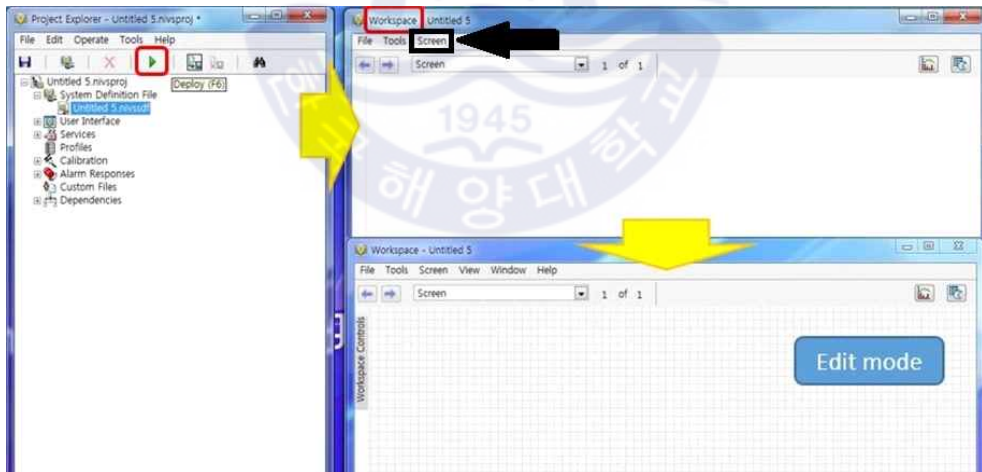 Project Explorer - Untitled 5.nivsproj *
File Edit Operate Tools Help
Deploy (F6)
Untitled 5.nivsproj
System Definition File
Untitled 5.nivssdf
User Interface
Services
Profiles
Calibration
Alarm Responses
Custom Files
Dependencies
Workspace Untitled 5
File Tools Screen
Screen 1 of 1
1945
해양대학교
Workspace - Untitled 5
File Tools Screen View Window Help
Screen 1 of 1
Workspace Controls
Edit mode